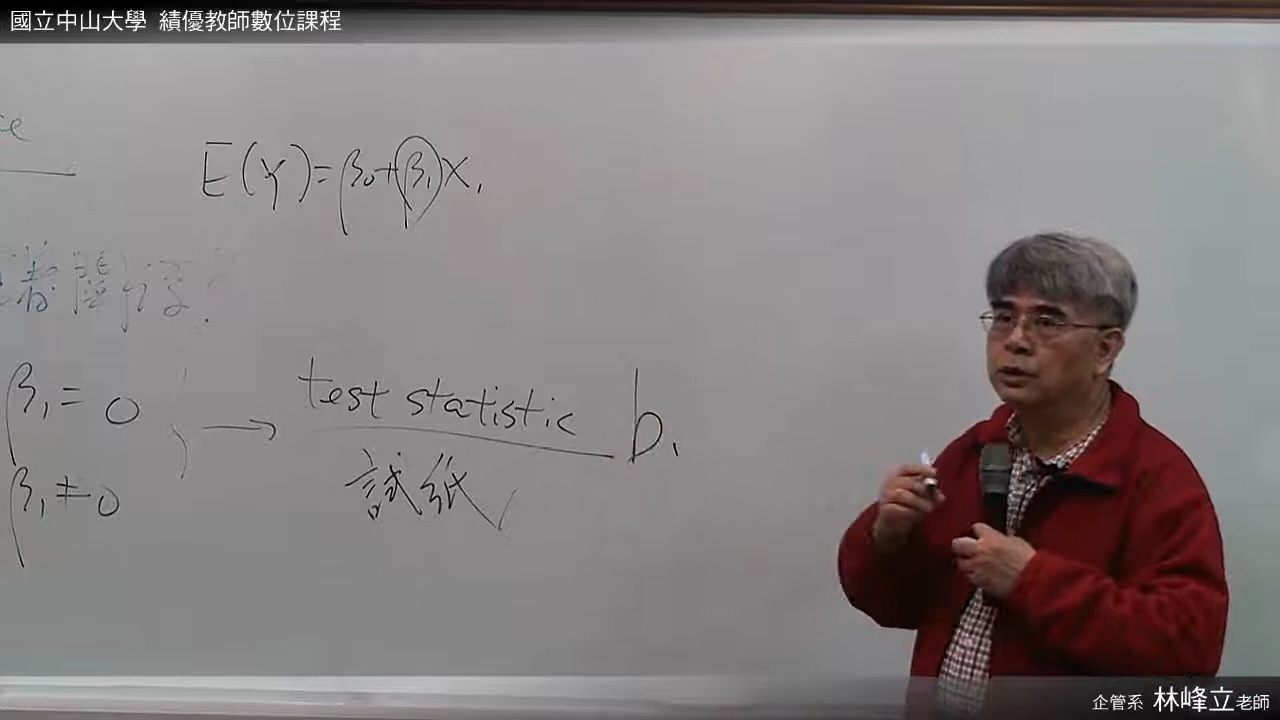 國立中山大學 績優教師數位課程
E(Y)=β₀+β₁X₁
β₁=0
β₁≠0
→ test statistic b₁
試紙
企管系 林峰立老師